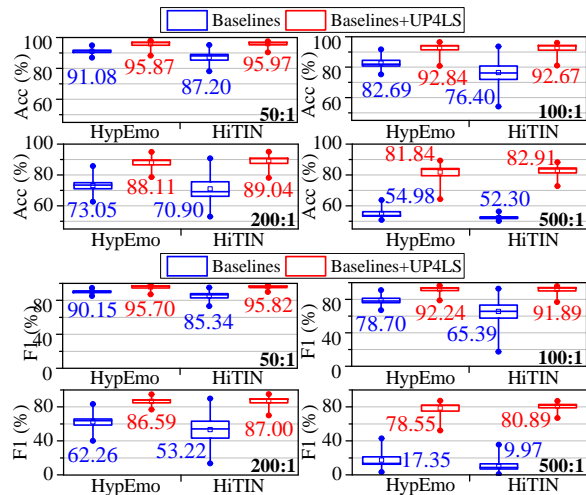 Baselines Baselines+UP4LS
Acc (%) 100 80 60 91.08 95.87 87.20 95.97 50:1
HypEmo HiTIN
Acc (%) 100 80 60 82.69 92.84 76.40 92.67 100:1
HypEmo HiTIN
Acc (%) 100 80 60 73.05 88.11 70.90 89.04 200:1
HypEmo HiTIN
Acc (%) 100 80 60 54.98 81.84 52.30 82.91 500:1
HypEmo HiTIN
Baselines Baselines+UP4LS
F1 (%) 80 40 0 90.15 95.70 85.34 95.82 50:1
HypEmo HiTIN
F1 (%) 80 40 0 78.70 92.24 65.39 91.89 100:1
HypEmo HiTIN
F1 (%) 80 40 0 62.26 86.59 53.22 87.00 200:1
HypEmo HiTIN
F1 (%) 80 40 0 17.35 78.55 9.97 80.89 500:1
HypEmo HiTIN